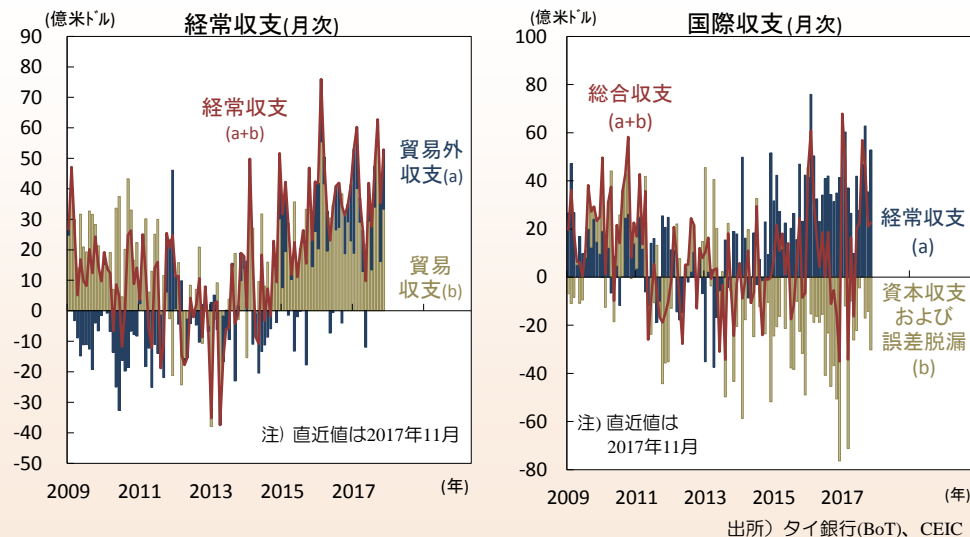 経常収支(月次)
(億米ドル)
90
80
70
60
50
40
30
20
10
0
-10
-20
-30
-40
-50
経常収支
(a+b)
貿易外
収支(a)
貿易
収支(b)
注) 直近値は2017年11月
2009
2011
2013
2015
2017
(年)
国際収支(月次)
(億米ドル)
100
80
60
40
20
0
-20
-40
-60
-80
総合収支
(a+b)
経常収支
(a)
資本収支
および
誤差脱漏
(b)
注) 直近値は
2017年11月
2009
2011
2013
2015
2017
(年)
出所）タイ銀行(BoT)、CEIC